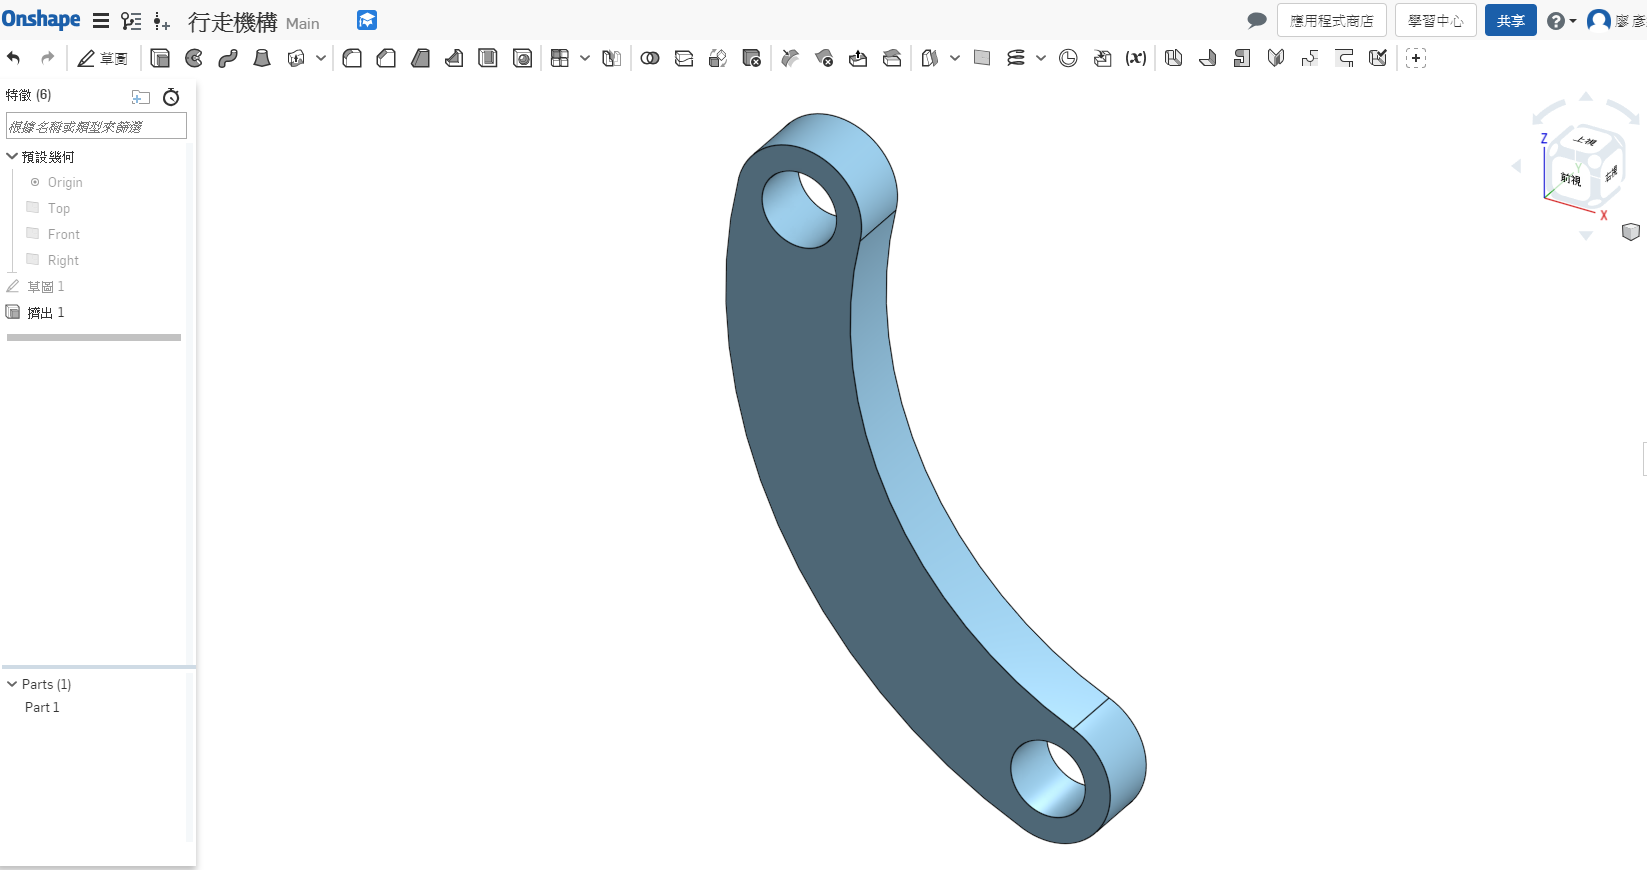 Onshape 行走機構 Main 應用程式商店 學習中心 共享 ? 廖 彥
草圖 (x)
特徵 (6)
根據名稱或類型來篩選
預設幾何
Origin
Top
Front
Right
草圖 1
擠出 1
Parts (1)
Part 1
Z
上視
Y
前視
右視
X